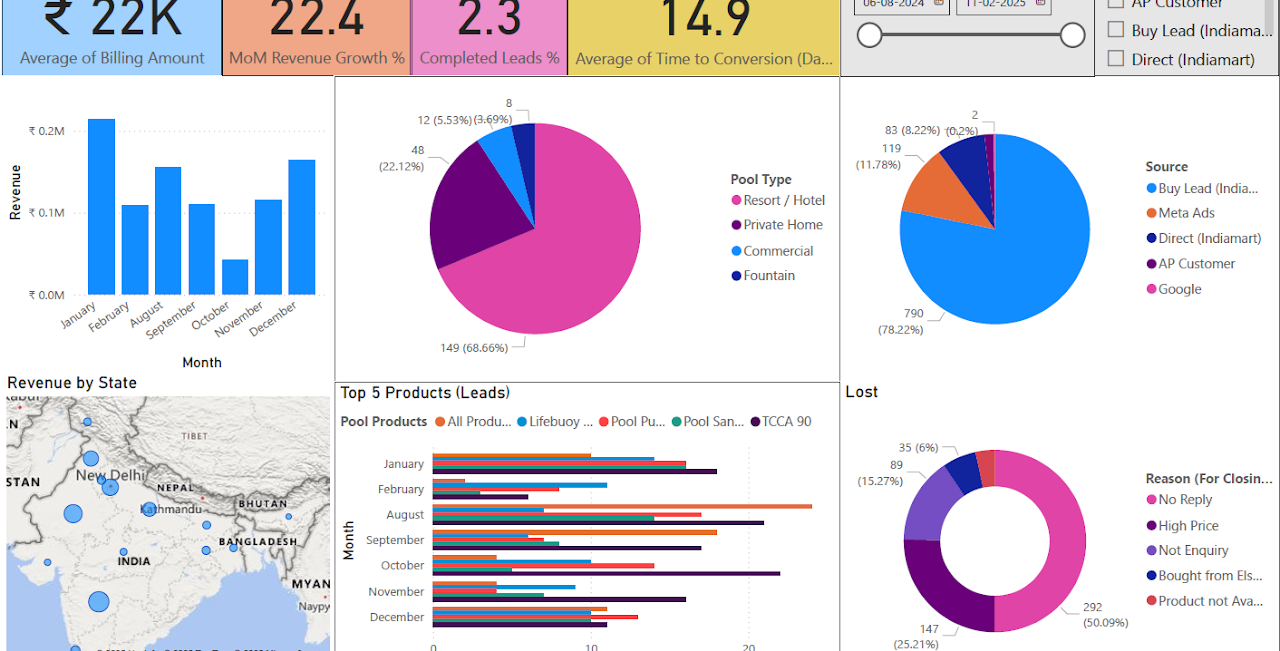 ₹ 22K
Average of Billing Amount
22.4
MoM Revenue Growth %
2.3
Completed Leads %
14.9
Average of Time to Conversion (Da...
06-08-2024
11-02-2025
AP Customer
Buy Lead (Indiama...
Direct (Indiamart)
Revenue
₹ 0.2M
₹ 0.1M
₹ 0.0M
January
February
August
September
October
November
December
Month
8
(3.69%)
12 (5.53%)
48
(22.12%)
149 (68.66%)
Pool Type
Resort / Hotel
Private Home
Commercial
Fountain
2
(0.2%)
83 (8.22%)
119
(11.78%)
790
(78.22%)
Source
Buy Lead (India...
Meta Ads
Direct (Indiamart)
AP Customer
Google
Revenue by State
TIBET
STAN
New Delhi
NEPAL
Kathmandu
BHUTAN
BANGLADESH
INDIA
MYAN
Naypy
Top 5 Products (Leads)
Pool Products
All Produ...
Lifebuoy ...
Pool Pu...
Pool San...
TCCA 90
Month
January
February
August
September
October
November
December
0
10
20
Lost
35 (6%)
89
(15.27%)
147
(25.21%)
292
(50.09%)
Reason (For Closin...
No Reply
High Price
Not Enquiry
Bought from Els...
Product not Ava...